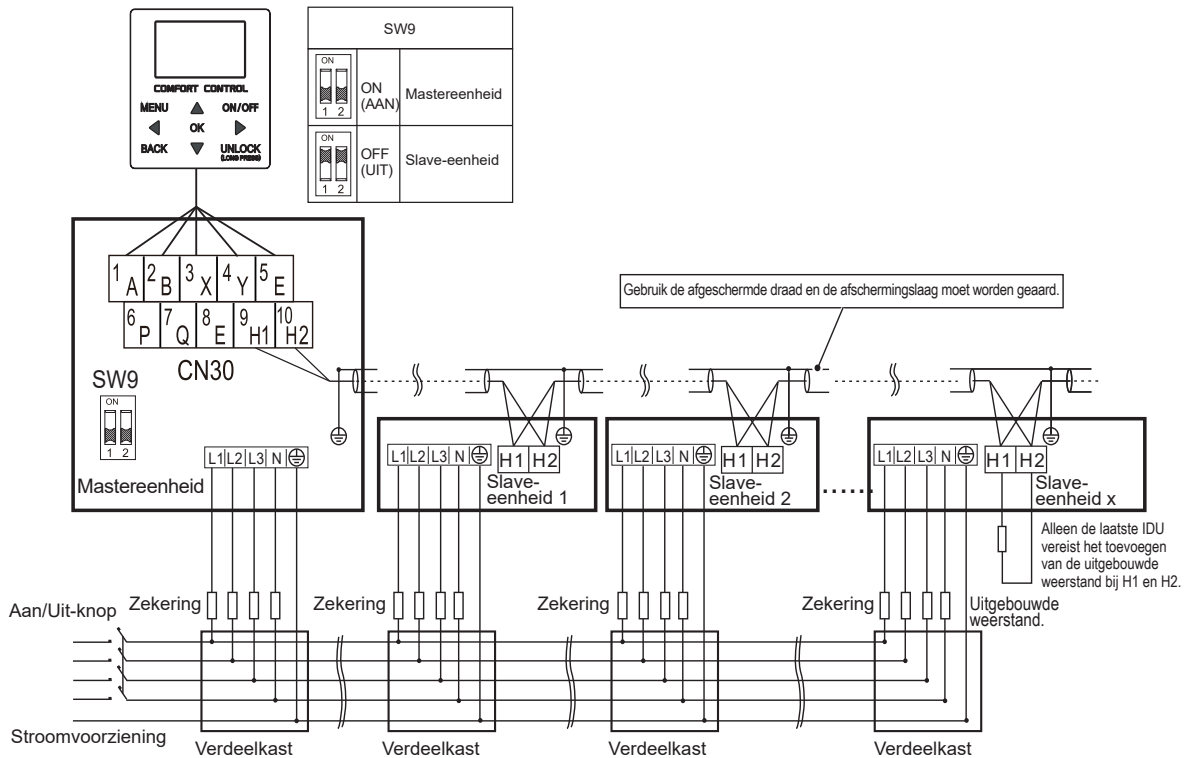 COMFORT CONTROL
MENU ON/OFF
OK
BACK UNLOCK
(LONG PRESS)
SW9
ON
1 2
ON (AAN)
Mastereenheid
ON
1 2
OFF (UIT)
Slave-eenheid
1 A 2 B 3 X 4 Y 5 E
6 P 7 Q 8 E 9 H1 10 H2
CN30
SW9
ON
1 2
L1 L2 L3 N
Mastereenheid
Gebruik de afgeschermde draad en de afschermingslaag moet worden geaard.
L1 L2 L3 N
H1 H2
Slave-
eenheid 1
L1 L2 L3 N
H1 H2
Slave-
eenheid 2
L1 L2 L3 N
H1 H2
Slave-
eenheid x
Alleen de laatste IDU
vereist het toevoegen
van de uitgebouwde
weerstand bij H1 en H2.
Aan/Uit-knop
Zekering
Zekering
Zekering
Zekering
Uitgebouwde
weerstand.
Stroomvoorziening
Verdeelkast
Verdeelkast
Verdeelkast
Verdeelkast